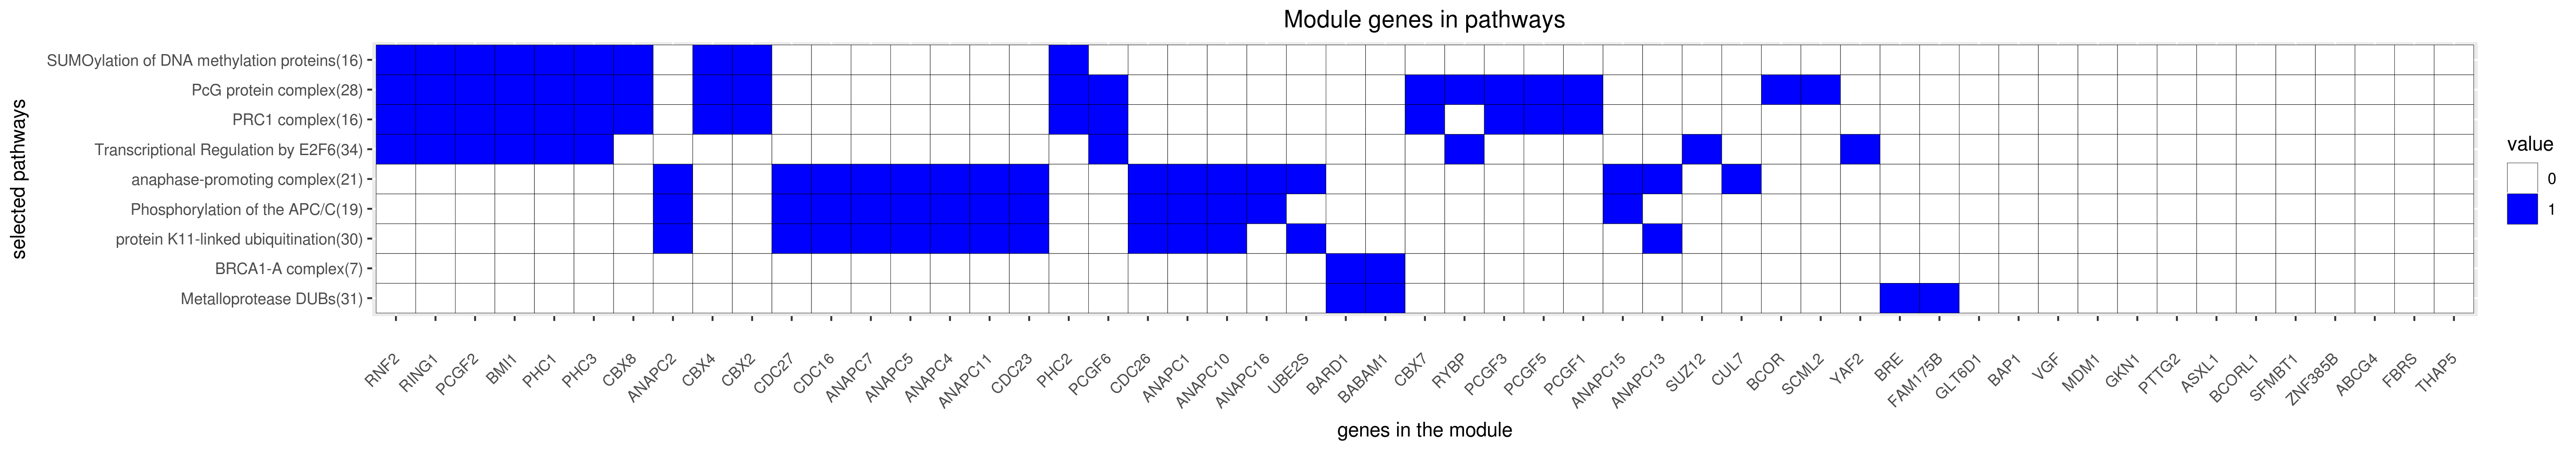 Module genes in pathways
selected pathways
SUMOylation of DNA methylation proteins(16)
PcG protein complex(28)
PRC1 complex(16)
Transcriptional Regulation by E2F6(34)
anaphase-promoting complex(21)
Phosphorylation of the APC/C(19)
protein K11-linked ubiquitination(30)
BRCA1-A complex(7)
Metalloprotease DUBs(31)
value
0
1
RNF2 RING1 PCGF2 BMI1 PHC1 PHC3 CBX8 ANAPC2 CBX4 CBX2 CDC27 CDC16 ANAPC7 ANAPC5 ANAPC4 ANAPC11 CDC23 PHC2 PCGF6 CDC26 ANAPC1 ANAPC10 ANAPC16 UBE2S BARD1 BABAM1 CBX7 RYBP PCGF3 PCGF5 PCGF1 ANAPC15 ANAPC13 SUZ12 CUL7 BCOR SCML2 YAF2 BRE FAM175B GLT6D1 BAP1 VGF MDM1 GKN1 PTTG2 ASXL1 BCORL1 SFMBT1 ZNF385B ABCG4 FBRS THAP5
genes in the module